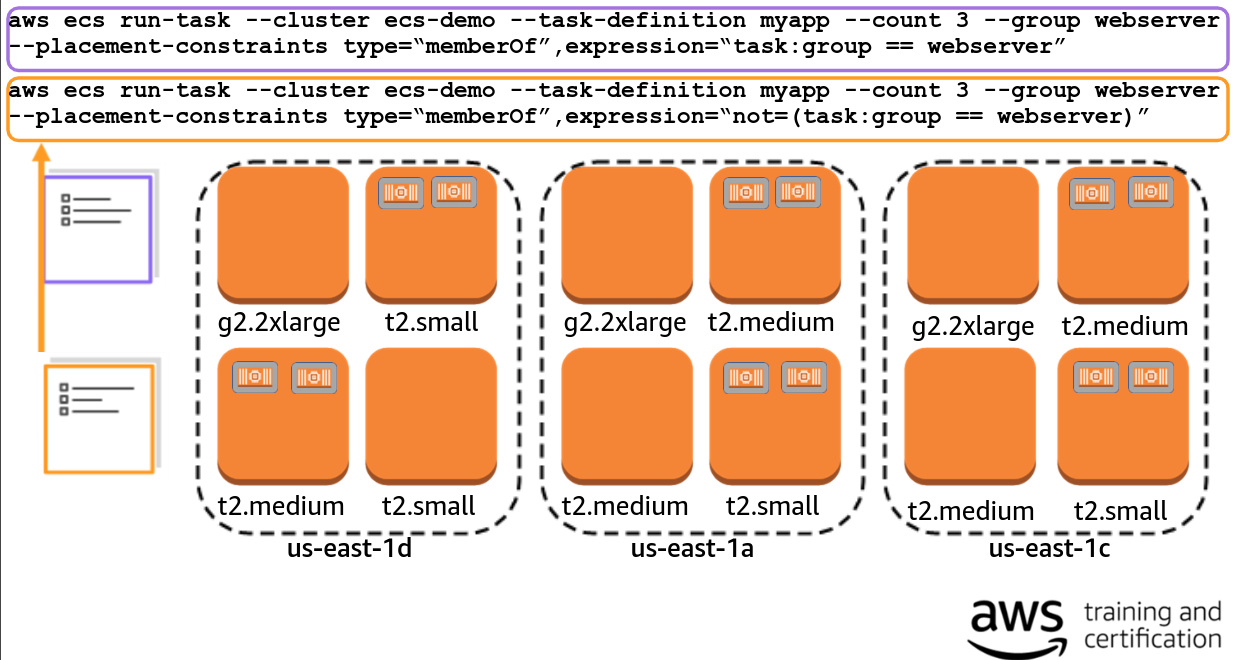 aws ecs run-task --cluster ecs-demo --task-definition myapp --count 3 --group webserver
--placement-constraints type=“memberOf”,expression=“task:group == webserver”
aws ecs run-task --cluster ecs-demo --task-definition myapp --count 3 --group webserver
--placement-constraints type=“memberOf”,expression=“not=(task:group == webserver)”
g2.2xlarge t2.small g2.2xlarge t2.medium g2.2xlarge t2.medium
t2.medium t2.small t2.medium t2.small t2.medium t2.small
us-east-1d us-east-1a us-east-1c
aws training and
certification